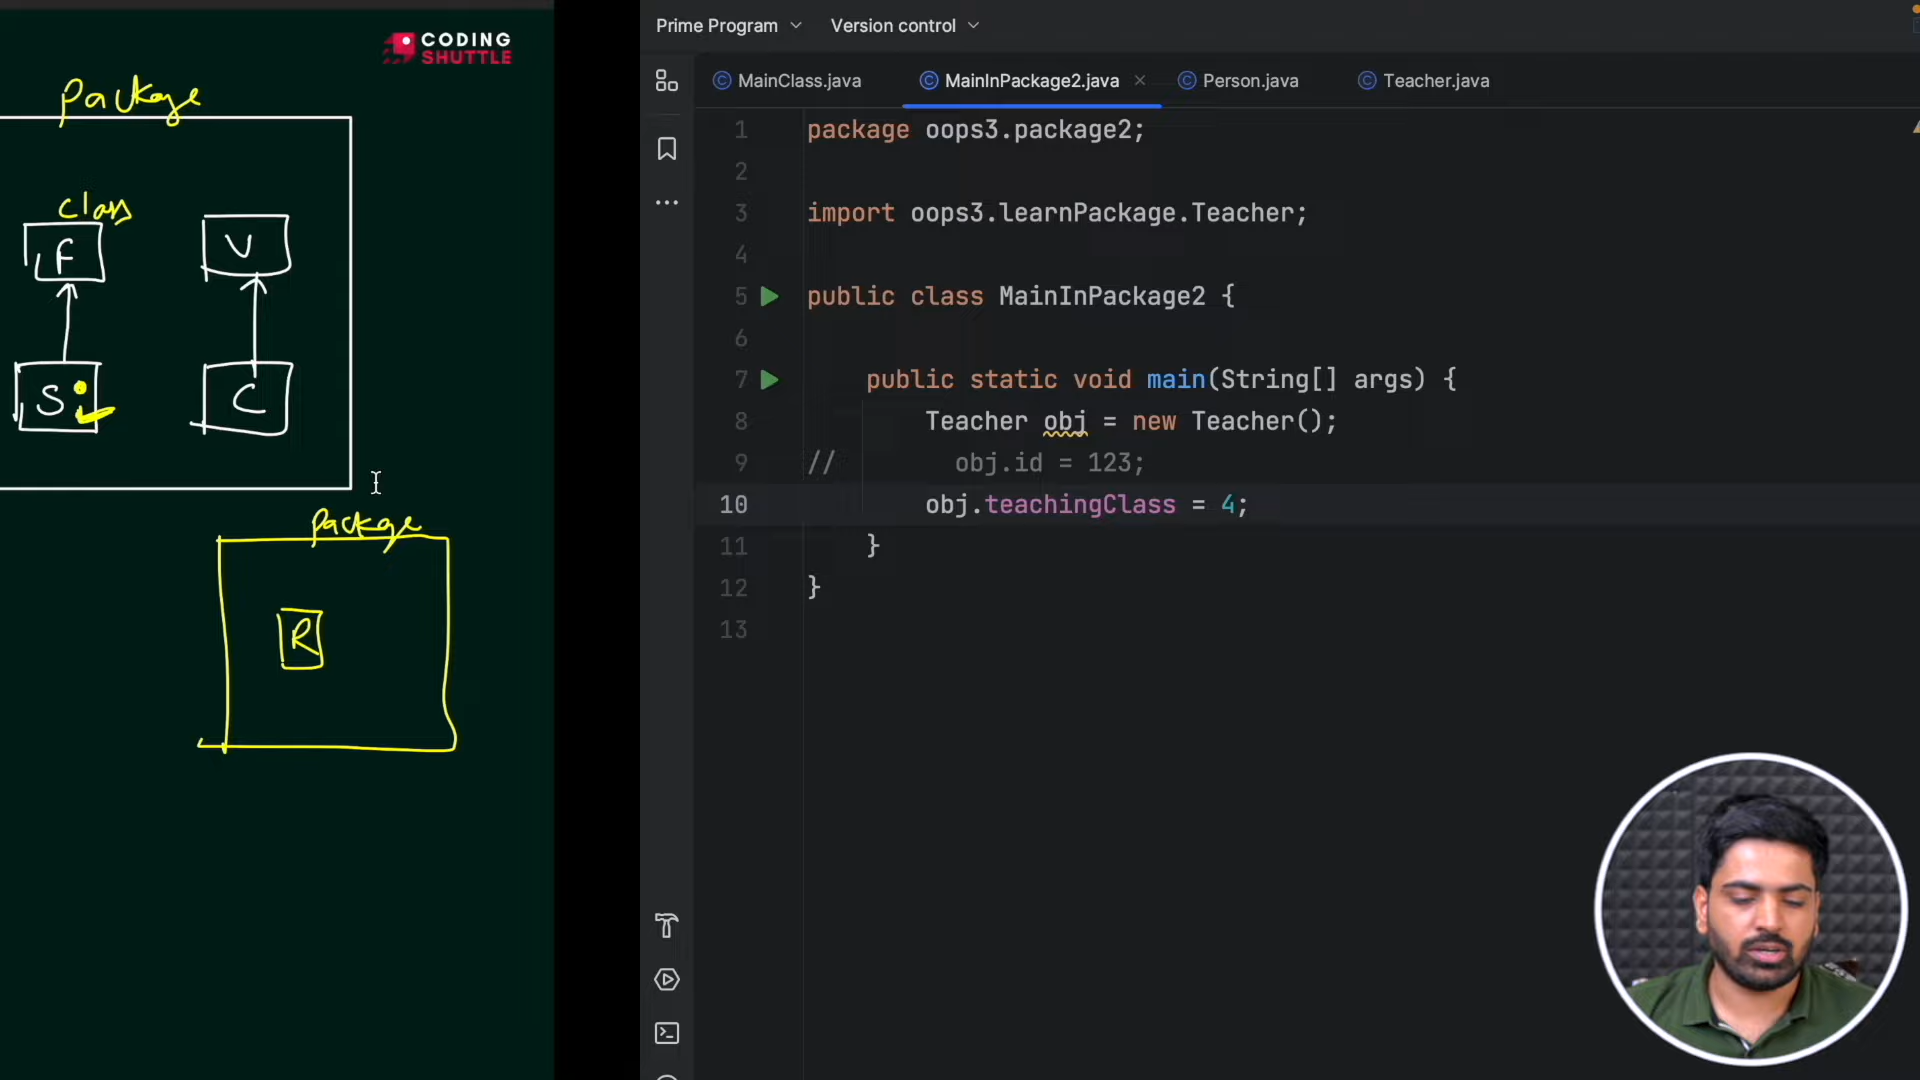 CODING
SHUTTLE
Package
class
F
V
S
C
Package
R
Prime Program
Version control
MainClass.java
MainInPackage2.java
Person.java
Teacher.java
1 package oops3.package2;
2
3 import oops3.learnPackage.Teacher;
4
5 public class MainInPackage2 {
6
7 public static void main(String[] args) {
8 Teacher obj = new Teacher();
9 // obj.id = 123;
10 obj.teachingClass = 4;
11 }
12 }
13